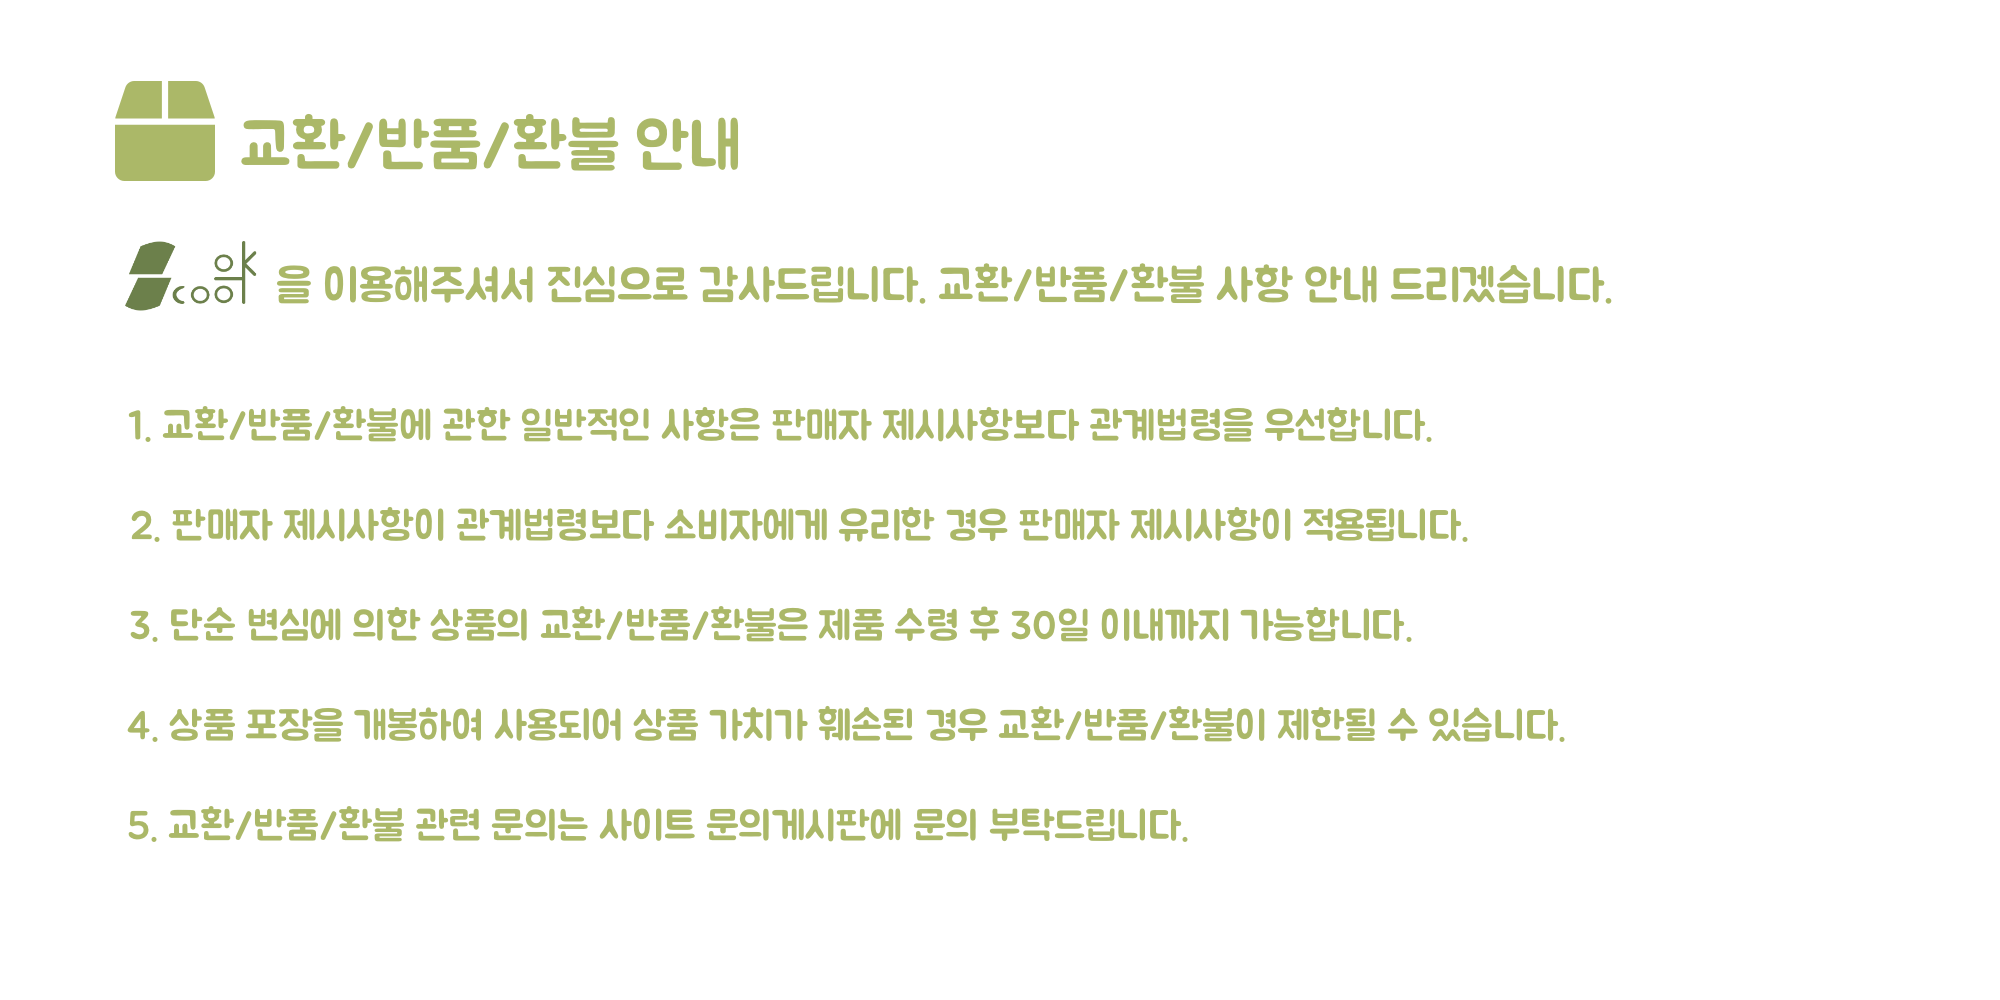 교환/반품/환불 안내
cook 을 이용해주셔서 진심으로 감사드립니다. 교환/반품/환불 사항 안내 드리겠습니다.
1. 교환/반품/환불에 관한 일반적인 사항은 판매자 제시사항보다 관계법령을 우선합니다.
2. 판매자 제시사항이 관계법령보다 소비자에게 유리한 경우 판매자 제시사항이 적용됩니다.
3. 단순 변심에 의한 상품의 교환/반품/환불은 제품 수령 후 30일 이내까지 가능합니다.
4. 상품 포장을 개봉하여 사용되어 상품 가치가 훼손된 경우 교환/반품/환불이 제한될 수 있습니다.
5. 교환/반품/환불 관련 문의는 사이트 문의게시판에 문의 부탁드립니다.